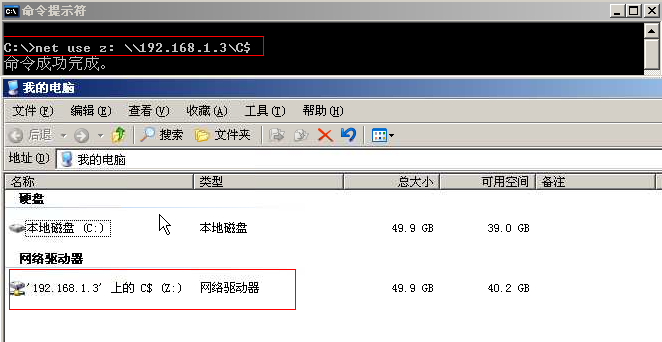 命令提示符
C:\>net use z: \\192.168.1.3\C$
命令成功完成。
我的电脑
文件(F) 编辑(E) 查看(V) 收藏(A) 工具(T) 帮助(H)
后退 搜索 文件夹
地址(D) 我的电脑
名称 类型 总大小 可用空间 备注
硬盘
本地磁盘 (C:) 本地磁盘 49.9 GB 39.0 GB
网络驱动器
'192.168.1.3' 上的 C$ (Z:) 网络驱动器 49.9 GB 40.2 GB